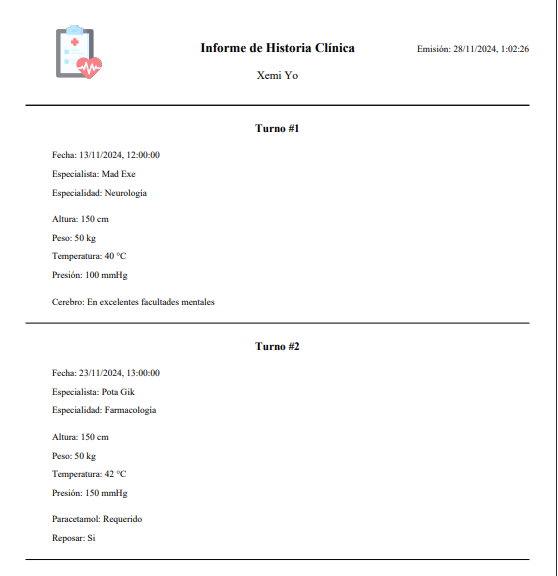 Informe de Historia Clínica
Emisión: 28/11/2024, 1:02:26
Xemi Yo
Turno #1
Fecha: 13/11/2024, 12:00:00
Especialista: Mad Exe
Especialidad: Neurología
Altura: 150 cm
Peso: 50 kg
Temperatura: 40 °C
Presión: 100 mmHg
Cerebro: En excelentes facultades mentales
Turno #2
Fecha: 23/11/2024, 13:00:00
Especialista: Pota Gik
Especialidad: Farmacología
Altura: 150 cm
Peso: 50 kg
Temperatura: 42 °C
Presión: 150 mmHg
Paracetamol: Requerido
Reposar: Si